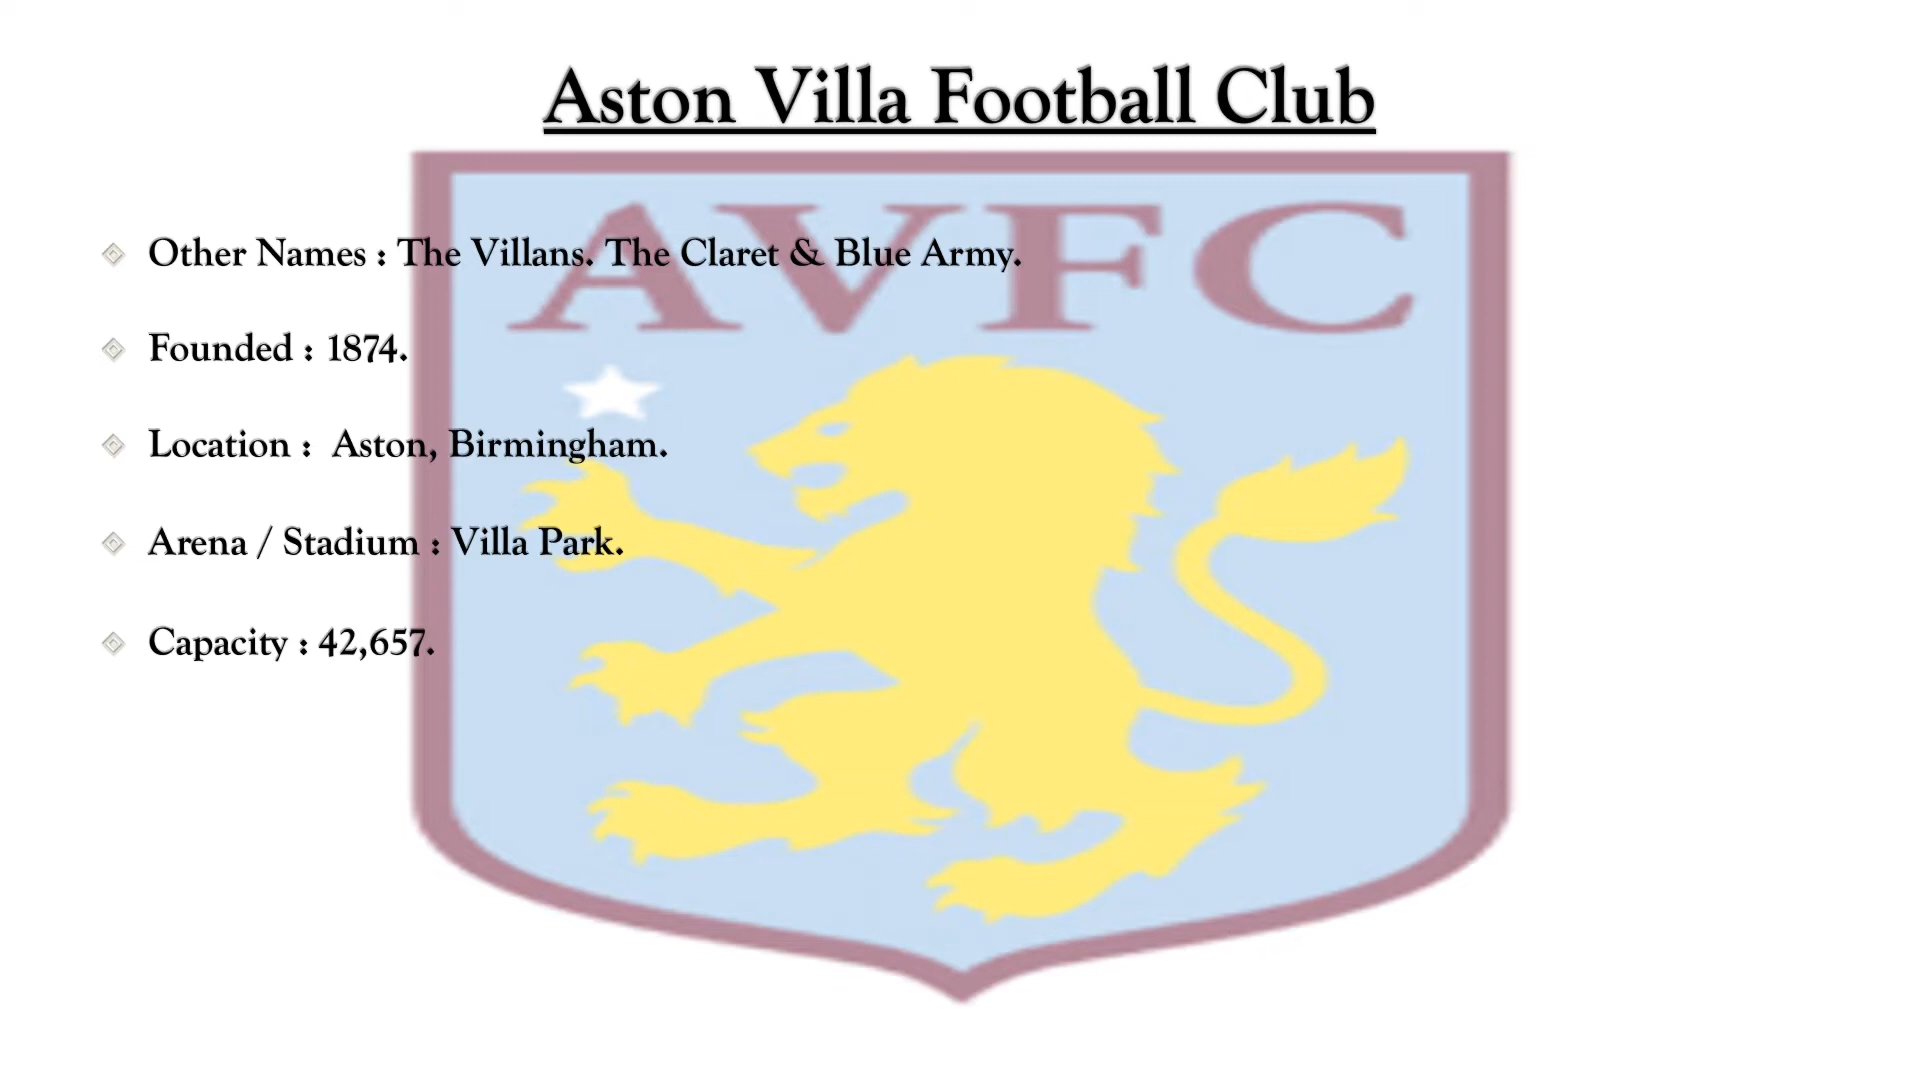 Aston Villa Football Club
AVFC
Other Names : The Villans. The Claret & Blue Army.
Founded : 1874.
Location :  Aston, Birmingham.
Arena / Stadium : Villa Park.
Capacity : 42,657.